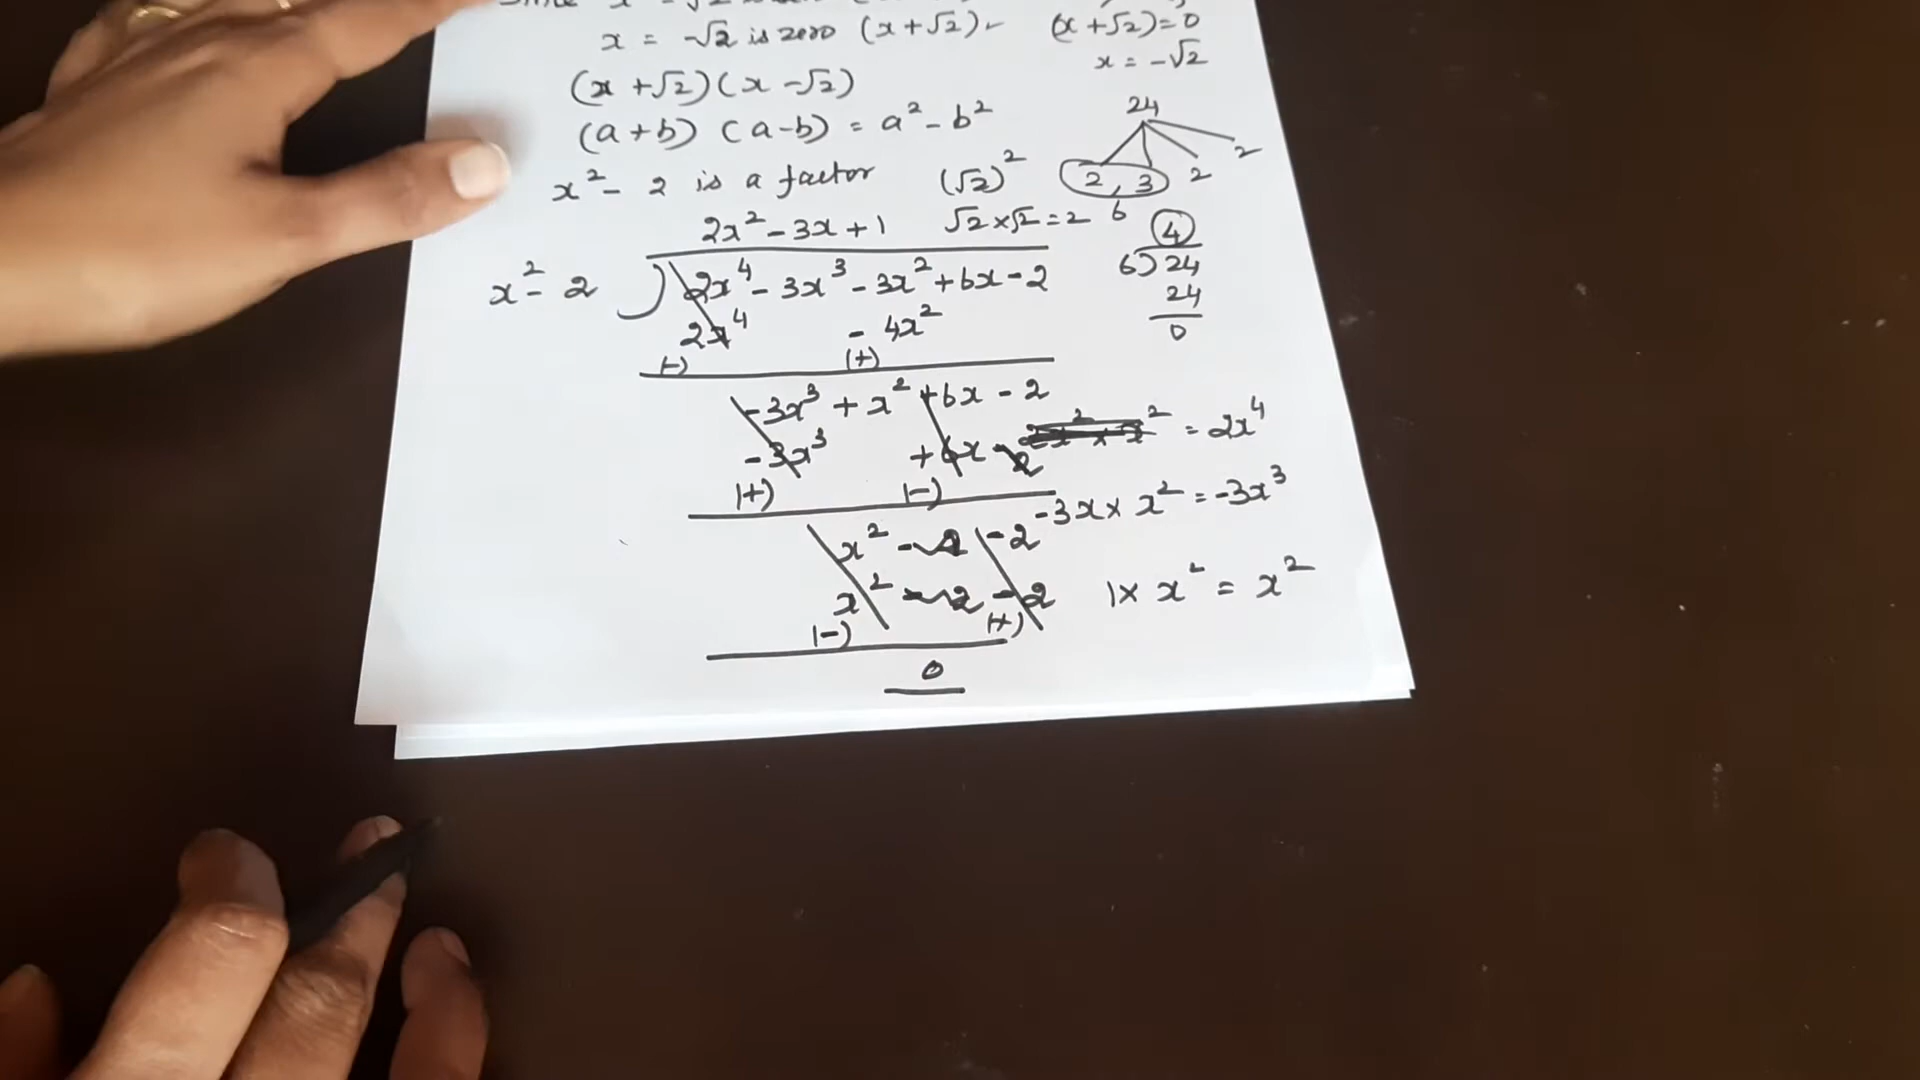 x = -√2 is zero (x+√2) (x+√2)=0
x = -√2
(x +√2)(x -√2)
(a+b) (a-b) = a² - b²
24
2, 3 2 2
6
x² - 2 is a factor (√2)²
√2 x √2 = 2
2x² - 3x + 1
x² - 2 ) 2x⁴ - 3x³ - 3x² + 6x - 2
2x⁴ - 4x²
(-) (+)
4
6) 24
24
0
-3x³ + x² + 6x - 2
-3x³ + 6x
(+) (-)
= 2x⁴
-3x x x² = -3x³
x² - 2
x² - 2
(-) (+)
1 x x² = x²
0